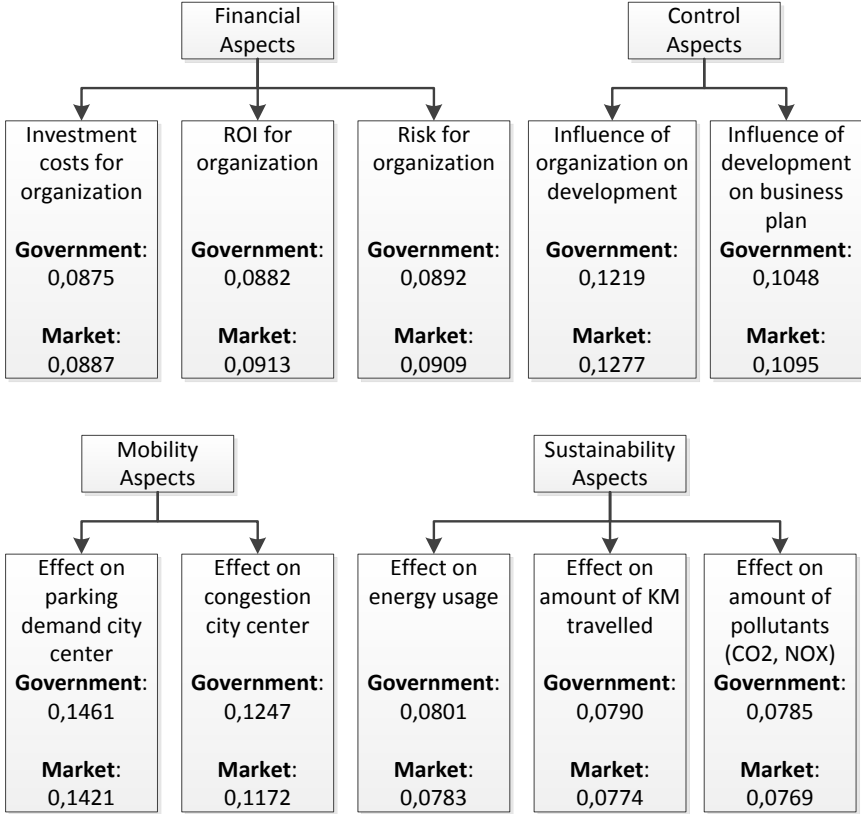 Financial
Aspects
Control
Aspects
Investment
costs for
organization
Government:
0,0875
Market:
0,0887
ROI for
organization
Government:
0,0882
Market:
0,0913
Risk for
organization
Government:
0,0892
Market:
0,0909
Influence of
organization on
development
Government:
0,1219
Market:
0,1277
Influence of
development
on business
plan
Government:
0,1048
Market:
0,1095
Mobility
Aspects
Sustainability
Aspects
Effect on
parking
demand city
center
Government:
0,1461
Market:
0,1421
Effect on
congestion
city center
Government:
0,1247
Market:
0,1172
Effect on
energy usage
Government:
0,0801
Market:
0,0783
Effect on
amount of KM
travelled
Government:
0,0790
Market:
0,0774
Effect on
amount of
pollutants
(CO2, NOX)
Government:
0,0785
Market:
0,0769